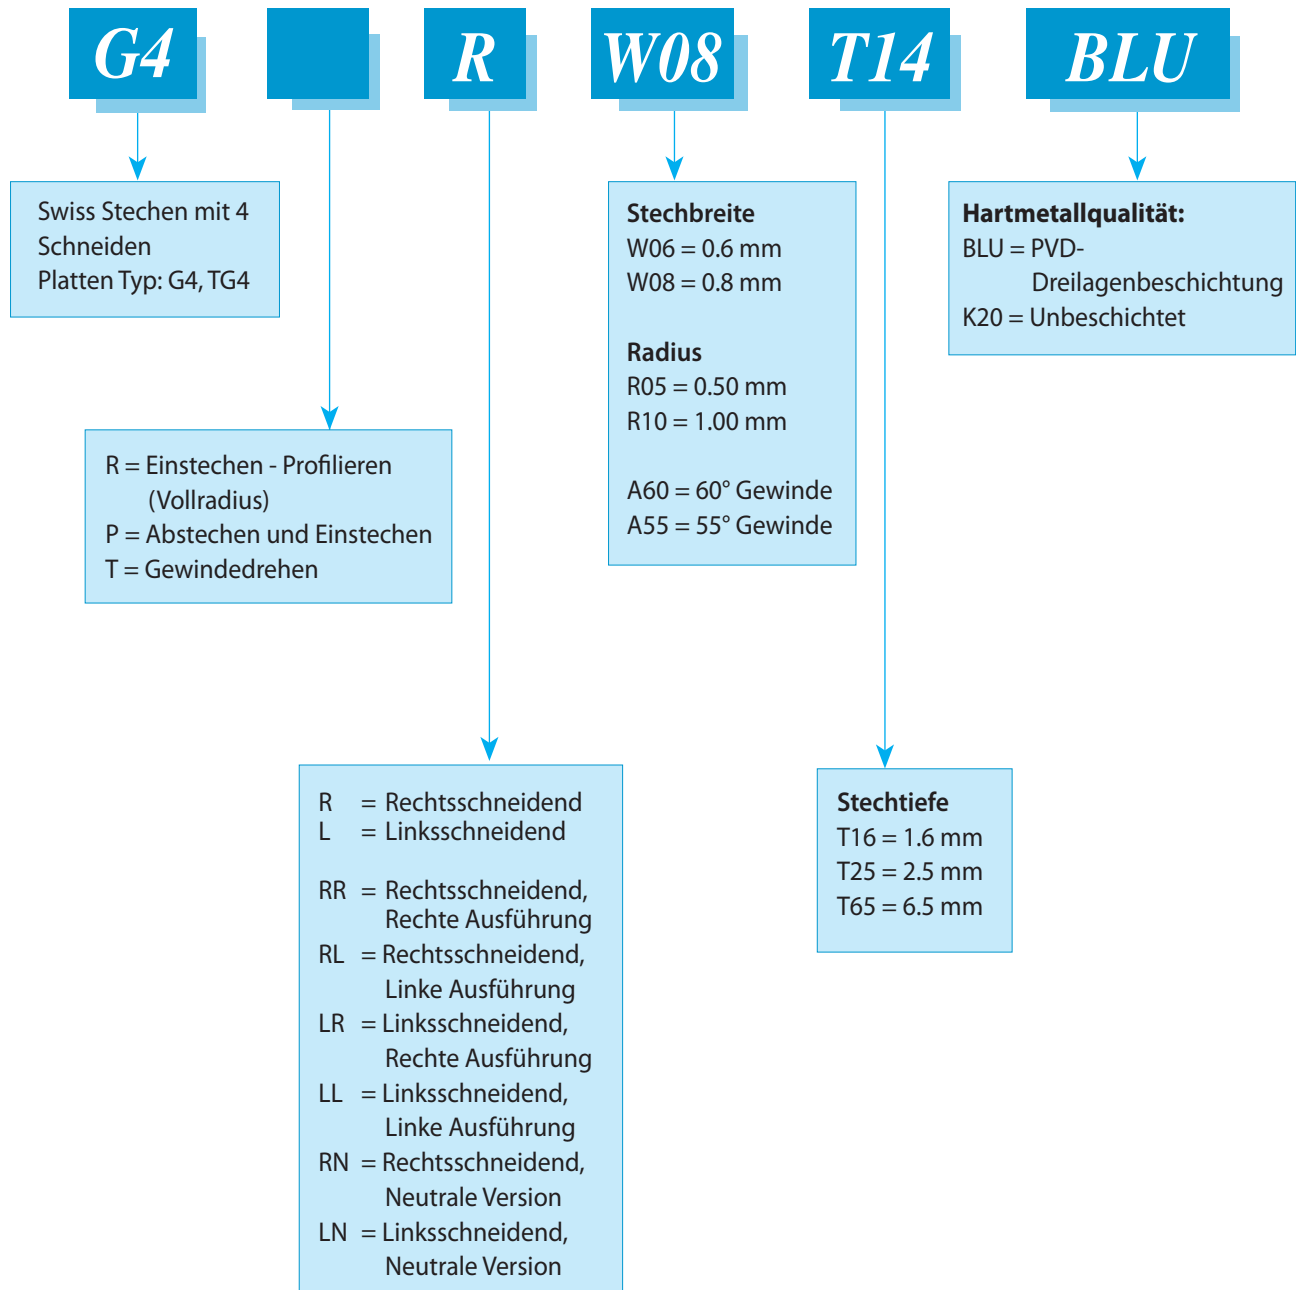 G4 R W08 T14 BLU
Swiss Stechen mit 4
Schneiden
Platten Typ: G4, TG4
R = Einstechen - Profilieren
(Vollradius)
P = Abstechen und Einstechen
T = Gewindedrehen
R = Rechtsschneidend
L = Linksschneidend
RR = Rechtsschneidend,
Rechte Ausführung
RL = Rechtsschneidend,
Linke Ausführung
LR = Linksschneidend,
Rechte Ausführung
LL = Linksschneidend,
Linke Ausführung
RN = Rechtsschneidend,
Neutrale Version
LN = Linksschneidend,
Neutrale Version
Stechbreite
W06 = 0.6 mm
W08 = 0.8 mm
Radius
R05 = 0.50 mm
R10 = 1.00 mm
A60 = 60° Gewinde
A55 = 55° Gewinde
Stechtiefe
T16 = 1.6 mm
T25 = 2.5 mm
T65 = 6.5 mm
Hartmetallqualität:
BLU = PVD-
Dreilagenbeschichtung
K20 = Unbeschichtet